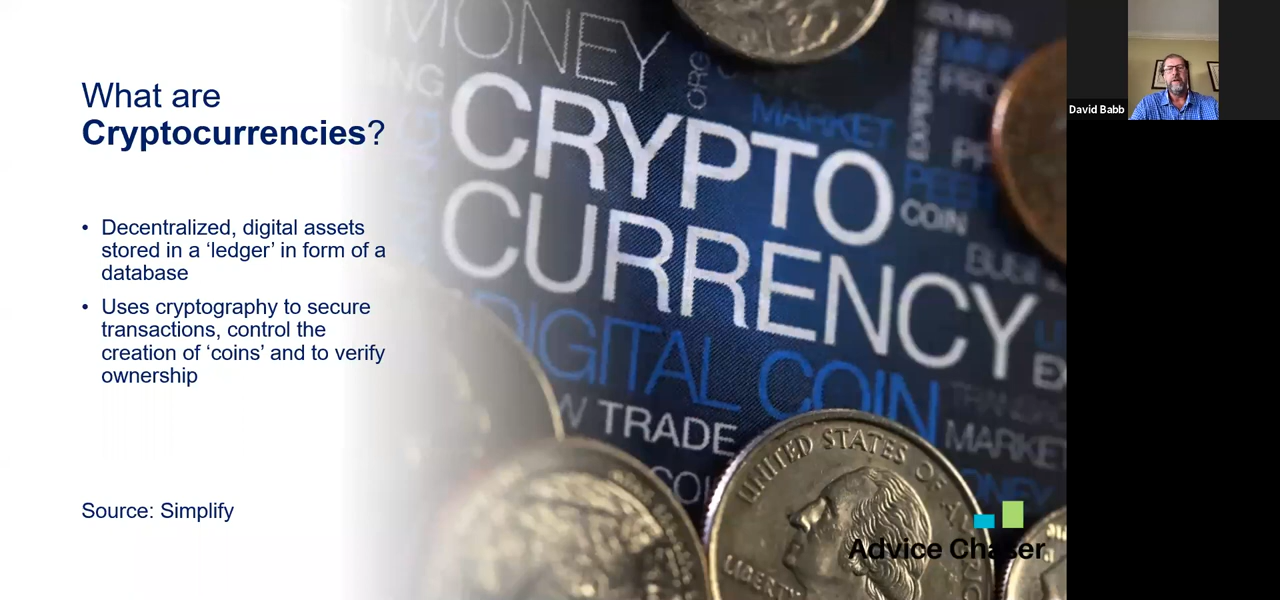 What are
Cryptocurrencies?
• Decentralized, digital assets
stored in a ‘ledger’ in form of a
database
• Uses cryptography to secure
transactions, control the
creation of ‘coins’ and to verify
ownership
Source: Simplify
MONEY
ORG
MARKET
CRYPTO
COIN
CURRENCY
DIGITAL COIN
TRADE
MARKET
MONEY
UNITED STATES OF
LIBERTY
Advice Chaser
David Babb